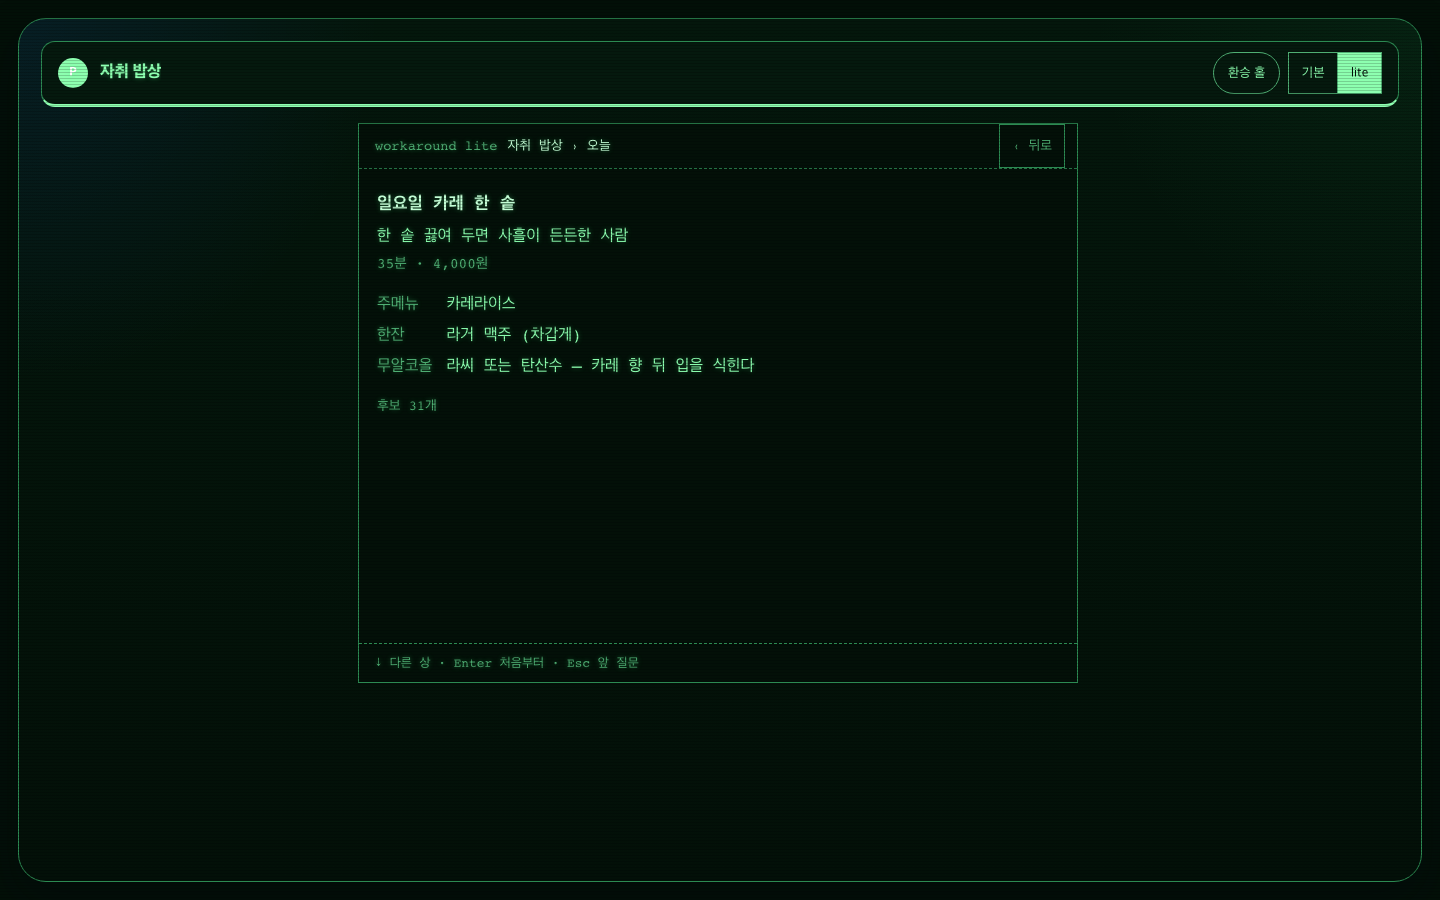 자취 밥상
환승 홀
기본
lite
workaround lite 자취 밥상 › 오늘
‹ 뒤로
일요일 카레 한 솥
한 솥 끓여 두면 사흘이 든든한 사람
35분 · 4,000원
주메뉴 카레라이스
한잔 라거 맥주 (차갑게)
무알코올 라씨 또는 탄산수 — 카레 향 뒤 입을 식힌다
후보 31개
↓ 다른 상 · Enter 처음부터 · Esc 앞 질문